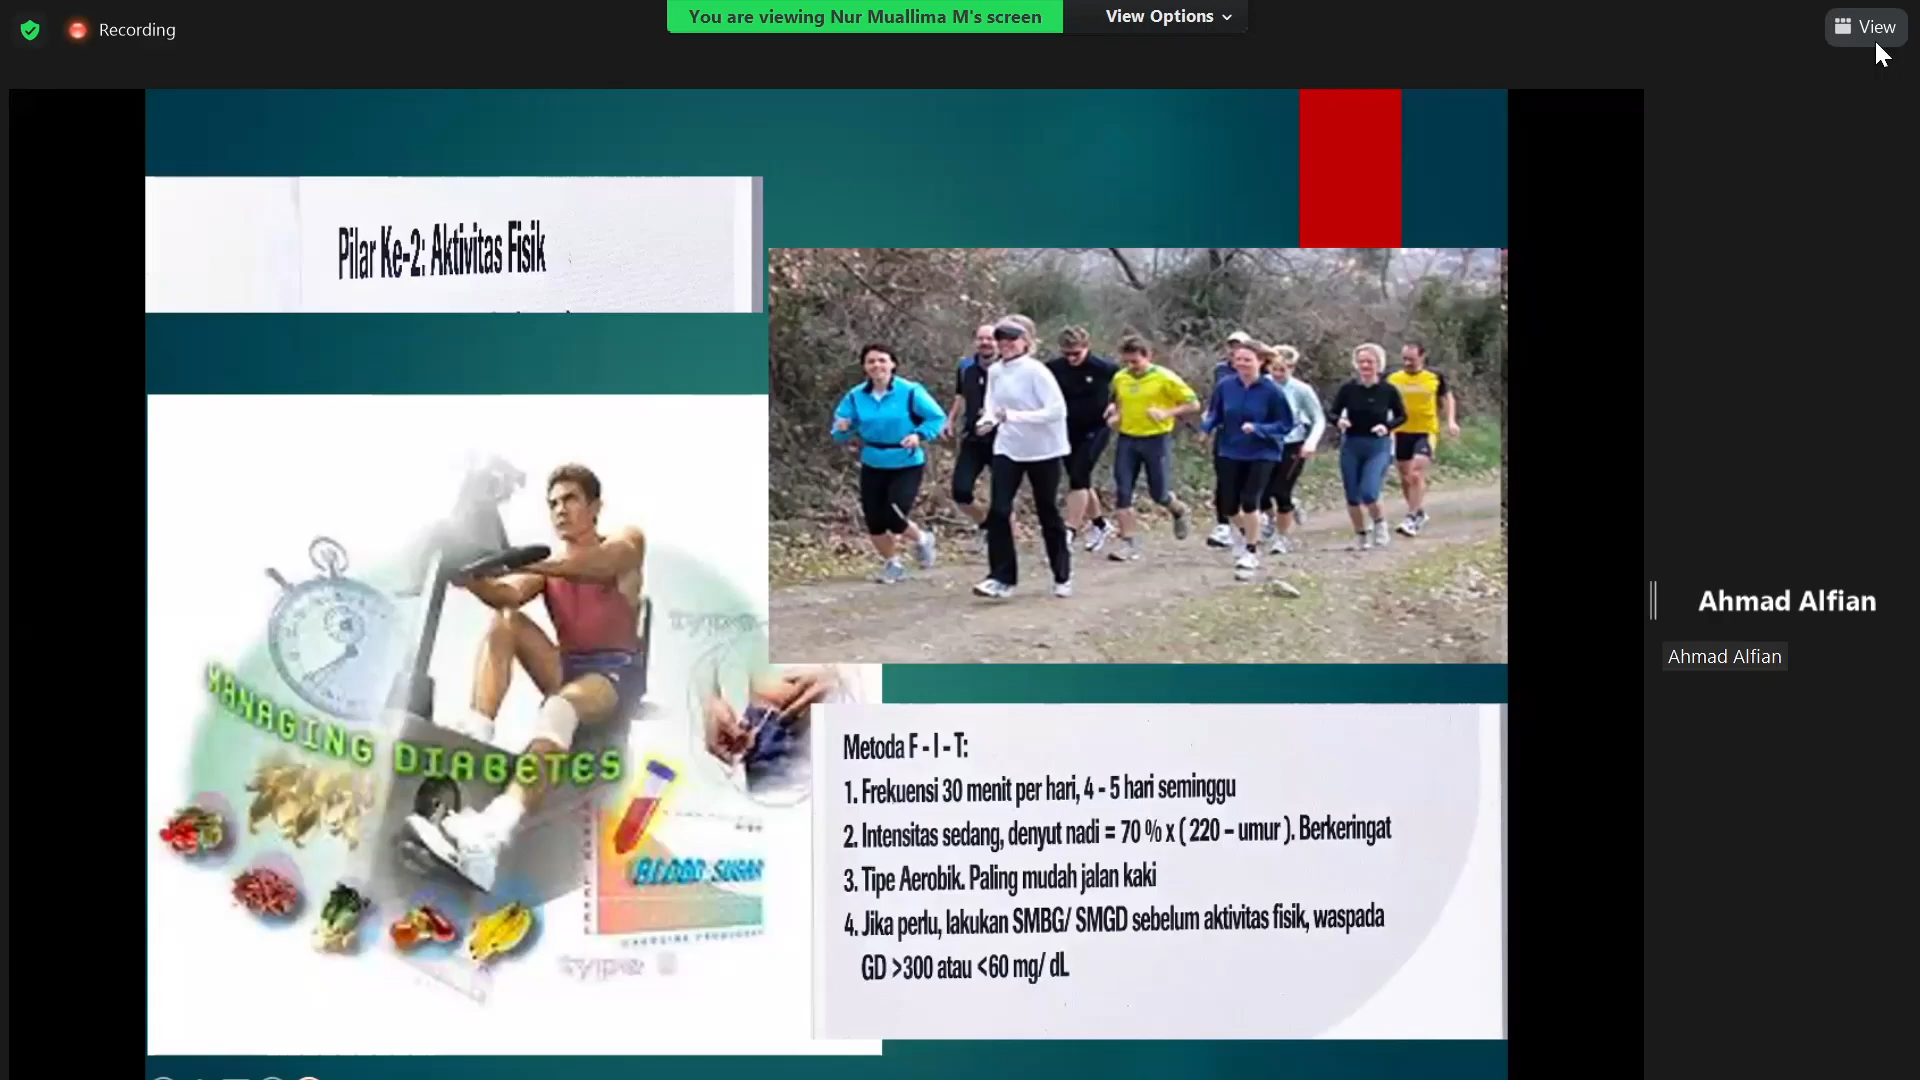 Recording
You are viewing Nur Muallima M's screen
View Options
View
Pilar Ke-2: Aktivitas Fisik
MANAGING DIABETES
BLOOD SUGAR
type
Metoda F - I - T:
1. Frekuensi 30 menit per hari, 4 - 5 hari seminggu
2. Intensitas sedang, denyut nadi = 70 % x ( 220 – umur ). Berkeringat
3. Tipe Aerobik. Paling mudah jalan kaki
4. Jika perlu, lakukan SMBG/ SMGD sebelum aktivitas fisik, waspada
GD >300 atau <60 mg/ dL
Ahmad Alfian
Ahmad Alfian